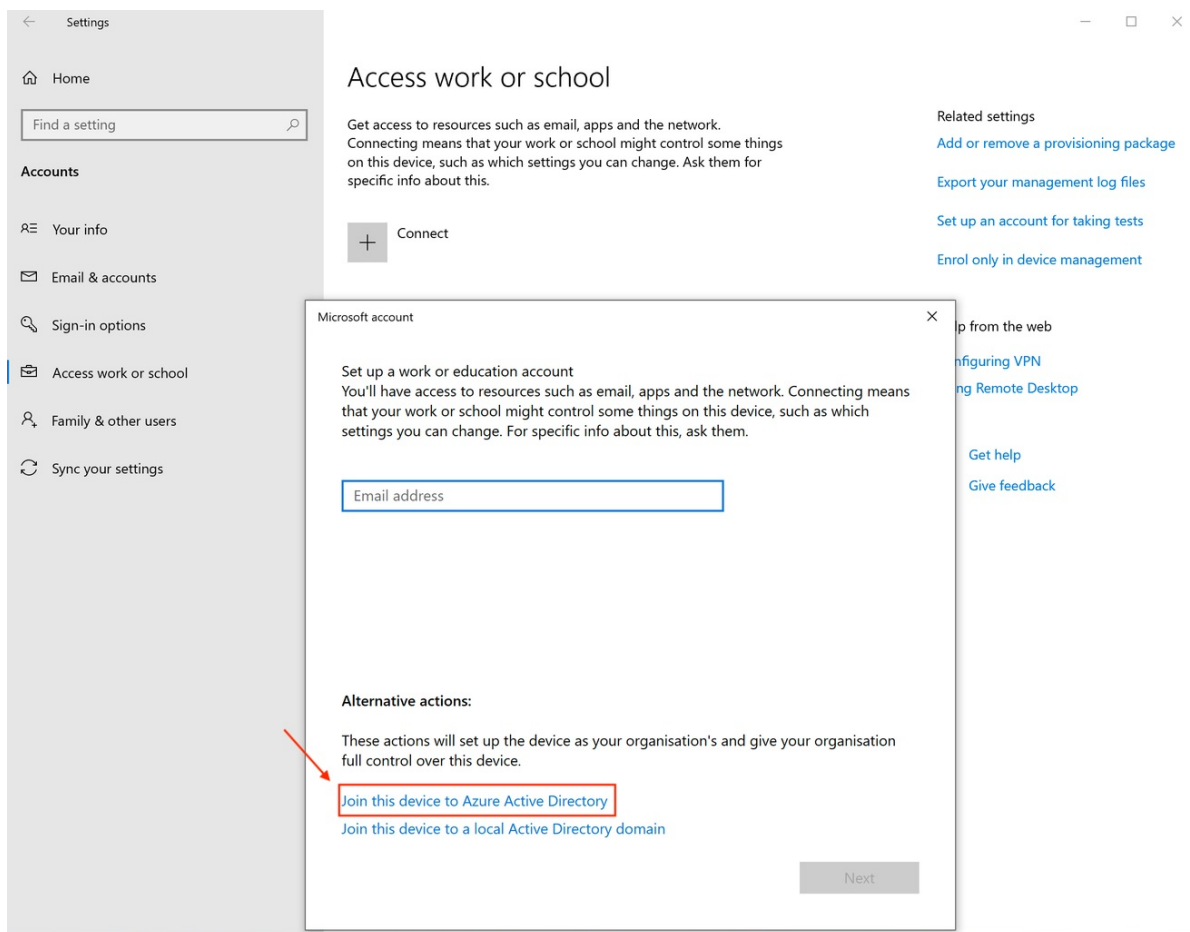 Settings
Home
Find a setting
Accounts
Your info
Email & accounts
Sign-in options
Access work or school
Family & other users
Sync your settings
Access work or school
Get access to resources such as email, apps and the network.
Connecting means that your work or school might control some things
on this device, such as which settings you can change. Ask them for
specific info about this.
Connect
Related settings
Add or remove a provisioning package
Export your management log files
Set up an account for taking tests
Enrol only in device management
lp from the web
nfiguring VPN
ng Remote Desktop
Get help
Give feedback
Microsoft account
Set up a work or education account
You'll have access to resources such as email, apps and the network. Connecting means
that your work or school might control some things on this device, such as which
settings you can change. For specific info about this, ask them.
Email address
Alternative actions:
These actions will set up the device as your organisation's and give your organisation
full control over this device.
Join this device to Azure Active Directory
Join this device to a local Active Directory domain
Next